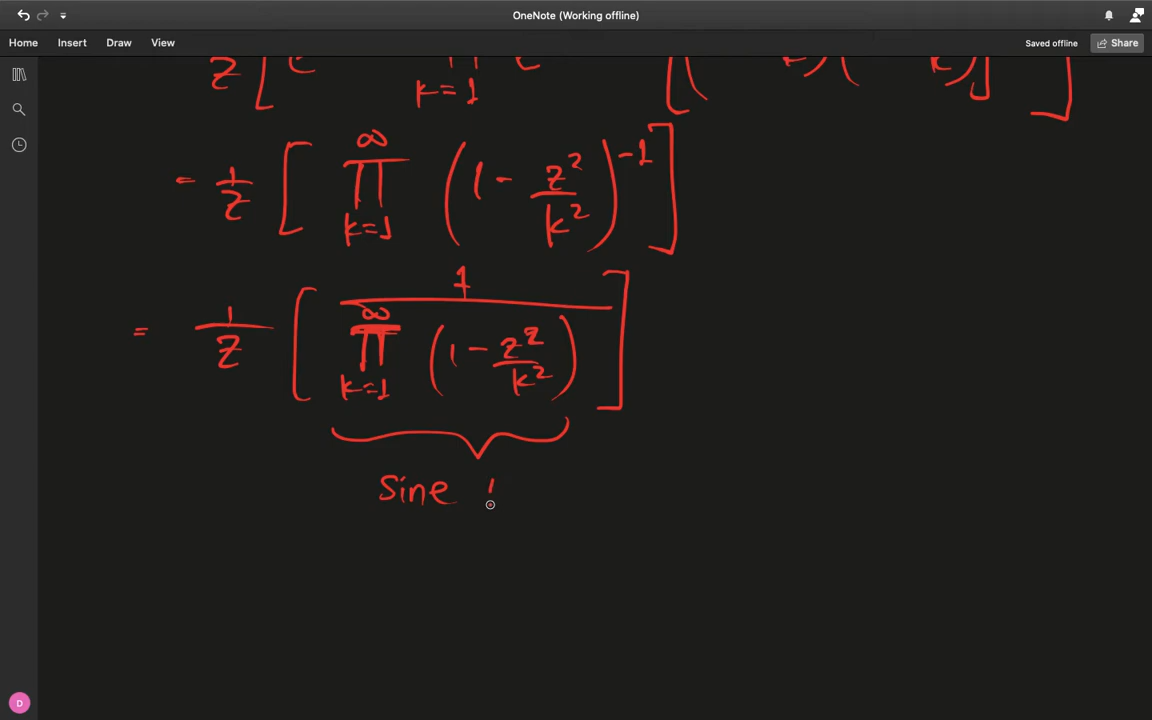 OneNote (Working offline)
Home Insert Draw View Saved offline Share
z [ k=1
= 1/z [ ∞ ∏ k=1 (1 - z²/k²)⁻¹ ]
= 1/z [ 1 / ∞ ∏ k=1 (1 - z²/k²) ]
Sine
D